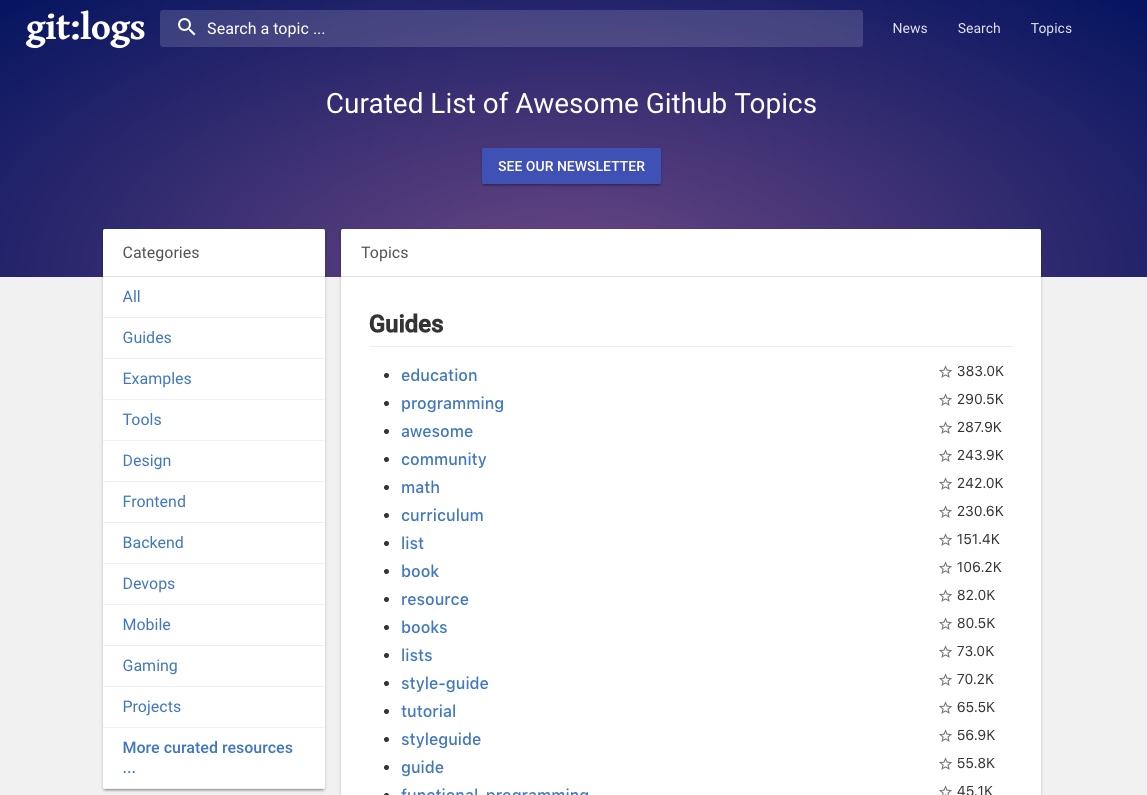 git:logs
Search a topic ...
News
Search
Topics
Curated List of Awesome Github Topics
SEE OUR NEWSLETTER
Categories
All
Guides
Examples
Tools
Design
Frontend
Backend
Devops
Mobile
Gaming
Projects
More curated resources
...
Topics
Guides
education 383.0K
programming 290.5K
awesome 287.9K
community 243.9K
math 242.0K
curriculum 230.6K
list 151.4K
book 106.2K
resource 82.0K
books 80.5K
lists 73.0K
style-guide 70.2K
tutorial 65.5K
styleguide 56.9K
guide 55.8K
functional-programming 45.1K